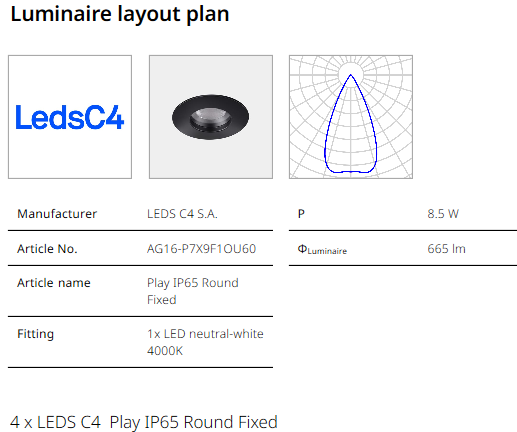 Luminaire layout plan
LedsC4
Manufacturer LEDS C4 S.A.
P 8.5 W
Article No. AG16-P7X9F1OU60
ΦLuminaire 665 lm
Article name Play IP65 Round
Fixed
Fitting 1x LED neutral-white
4000K
4 x LEDS C4 Play IP65 Round Fixed